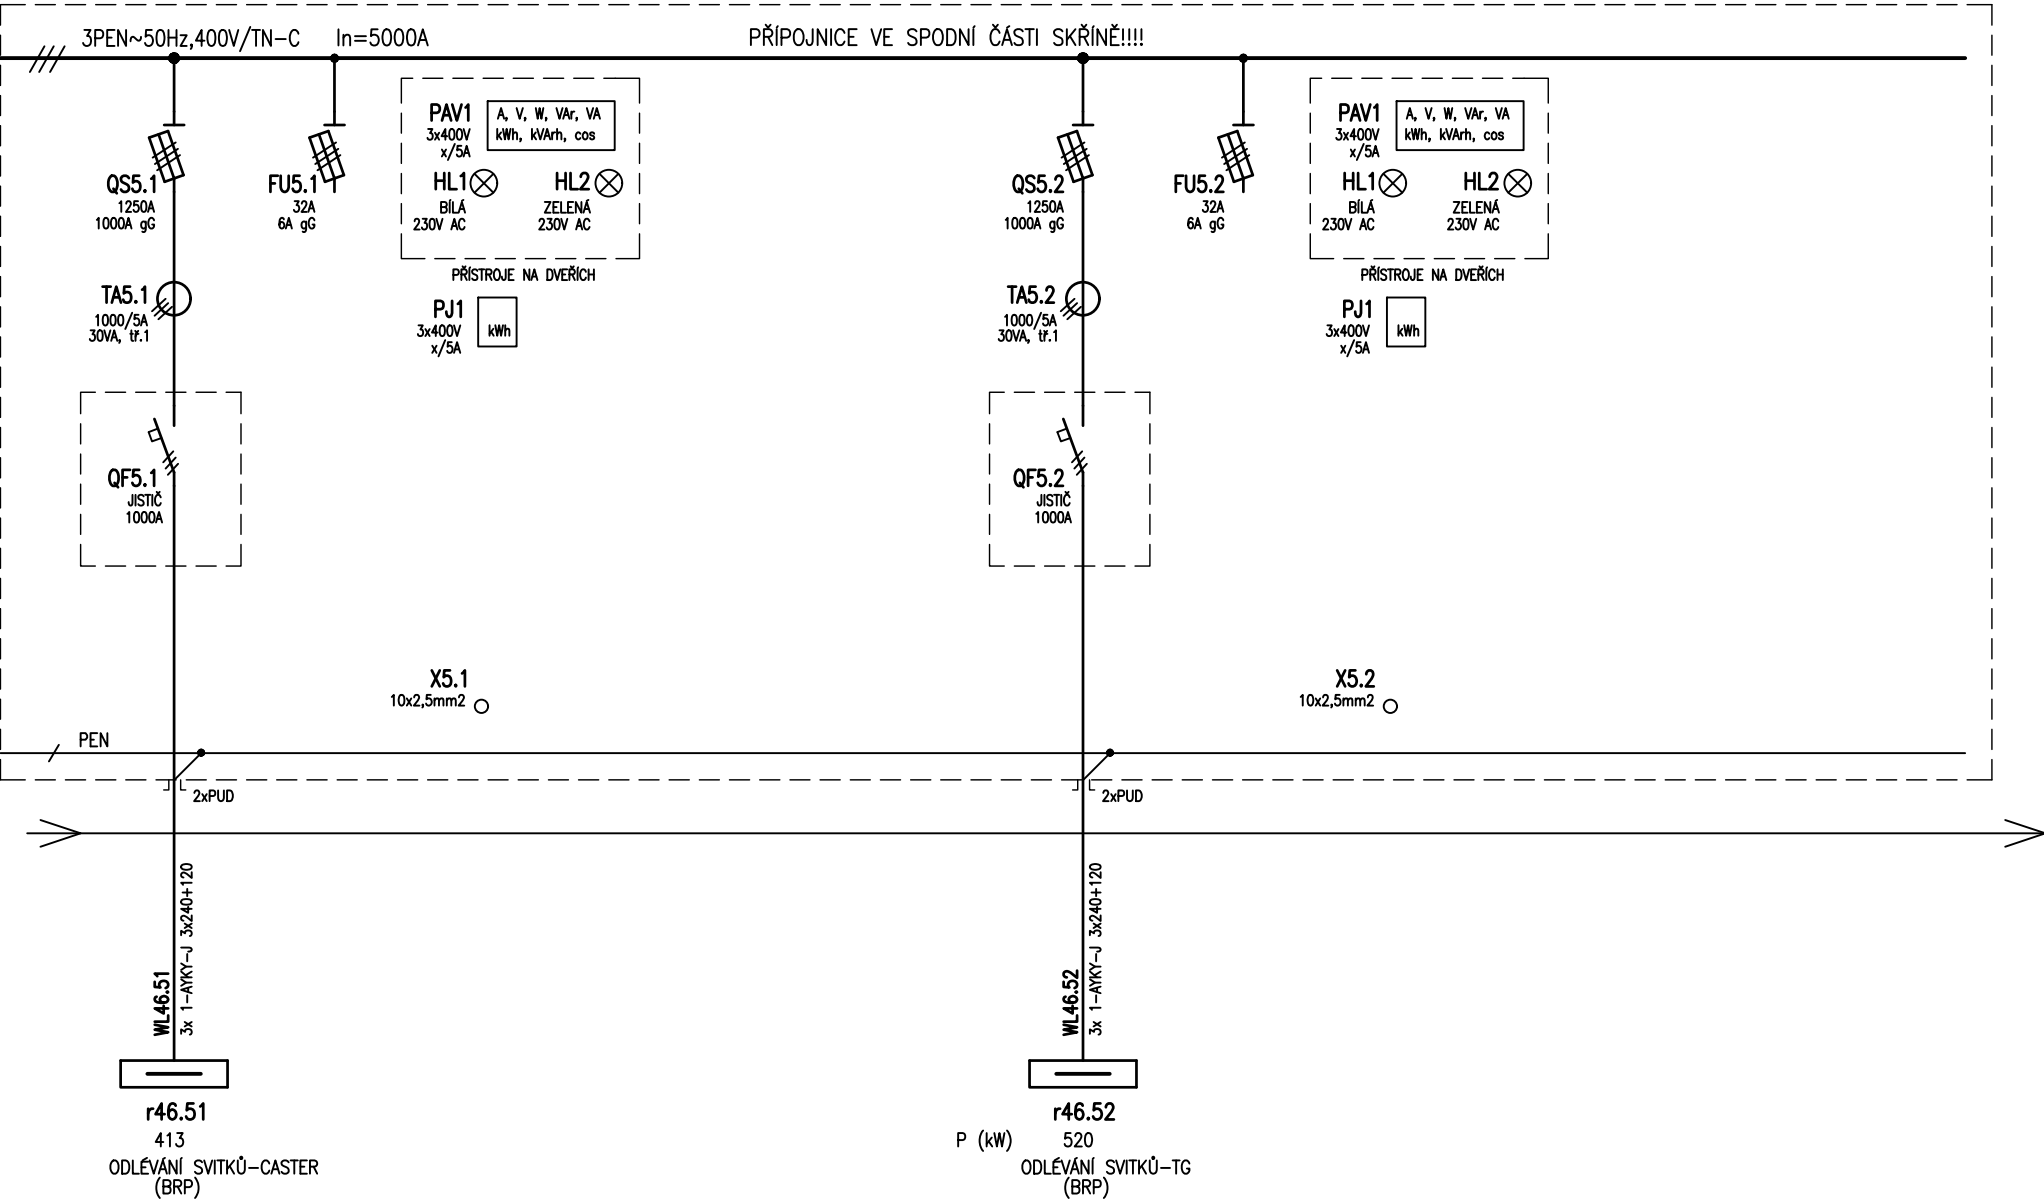 3PEN~50Hz,400V/TN-C In=5000A
PŘÍPOJNICE VE SPODNÍ ČÁSTI SKŘÍNĚ!!!!
QS5.1
1250A
1000A gG
FU5.1
32A
6A gG
PAV1
3x400V
x/5A
A, V, W, VAr, VA
kWh, kVArh, cos
HL1
BÍLÁ
230V AC
HL2
ZELENÁ
230V AC
PŘÍSTROJE NA DVEŘÍCH
TA5.1
1000/5A
30VA, tř.1
PJ1
3x400V
x/5A
kWh
QF5.1
JISTIČ
1000A
X5.1
10x2,5mm2
QS5.2
1250A
1000A gG
FU5.2
32A
6A gG
PAV1
3x400V
x/5A
A, V, W, VAr, VA
kWh, kVArh, cos
HL1
BÍLÁ
230V AC
HL2
ZELENÁ
230V AC
PŘÍSTROJE NA DVEŘÍCH
TA5.2
1000/5A
30VA, tř.1
PJ1
3x400V
x/5A
kWh
QF5.2
JISTIČ
1000A
X5.2
10x2,5mm2
PEN
2xPUD
2xPUD
WL46.51
3x 1-AYKY-J 3x240+120
WL46.52
3x 1-AYKY-J 3x240+120
r46.51
413
ODLÉVÁNÍ SVITKŮ-CASTER
(BRP)
r46.52
P (kW) 520
ODLÉVÁNÍ SVITKŮ-TG
(BRP)